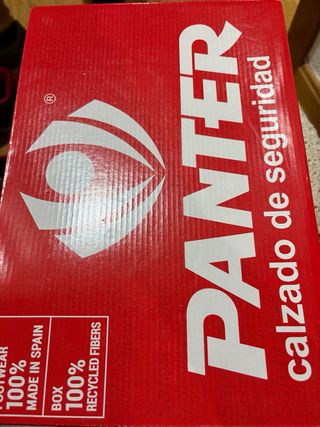 PANTER
calzado de seguridad
®
FOOTWEAR
100%
MADE IN SPAIN
BOX
100%
RECYCLED FIBERS